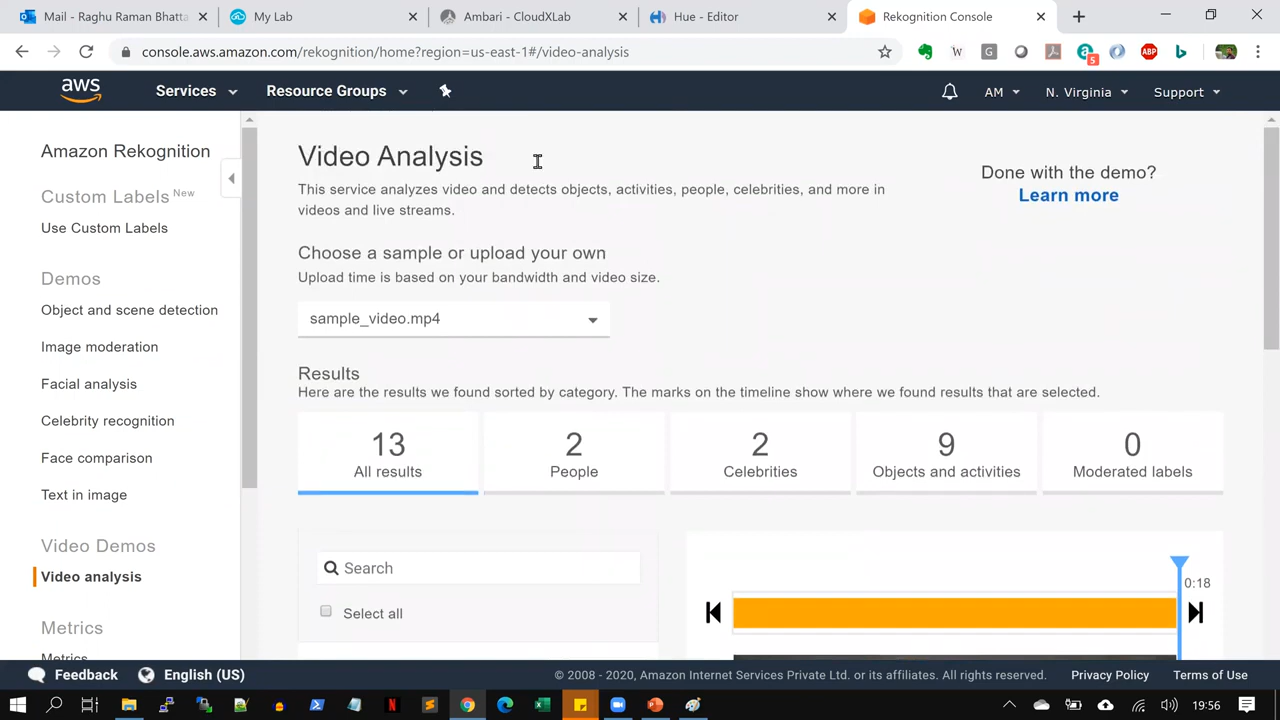 Mail - Raghu Raman Bhatta
My Lab
Ambari - CloudXLab
Hue - Editor
Rekognition Console
console.aws.amazon.com/rekognition/home?region=us-east-1#/video-analysis
W
G
a
5
ABP
aws
Services
Resource Groups
AM
N. Virginia
Support
Amazon Rekognition
Custom Labels New
Use Custom Labels
Demos
Object and scene detection
Image moderation
Facial analysis
Celebrity recognition
Face comparison
Text in image
Video Demos
Video analysis
Metrics
Metrics
Video Analysis
This service analyzes video and detects objects, activities, people, celebrities, and more in
videos and live streams.
Done with the demo?
Learn more
Choose a sample or upload your own
Upload time is based on your bandwidth and video size.
sample_video.mp4
Results
Here are the results we found sorted by category. The marks on the timeline show where we found results that are selected.
13
All results
2
People
2
Celebrities
9
Objects and activities
0
Moderated labels
Search
Select all
0:18
Feedback
English (US)
© 2008 - 2020, Amazon Internet Services Private Ltd. or its affiliates. All rights reserved.
Privacy Policy
Terms of Use
19:56